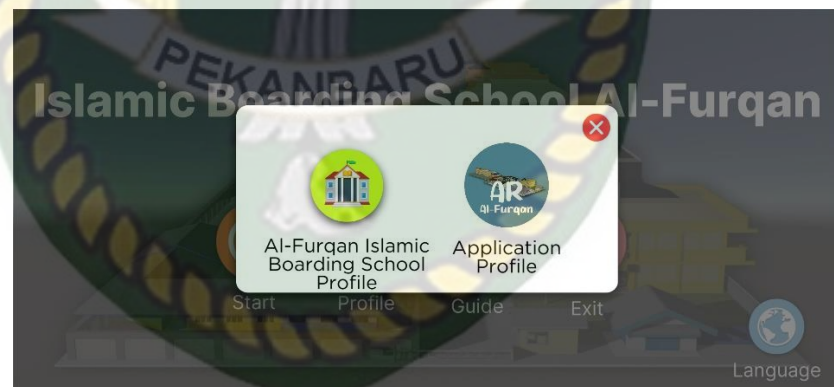 PEKANBARU
Islamic Boarding School Al-Furqan
AR
Al-Furqan
Al-Furqan Islamic
Boarding School
Profile
Application
Profile
Start
Profile
Guide
Exit
Language